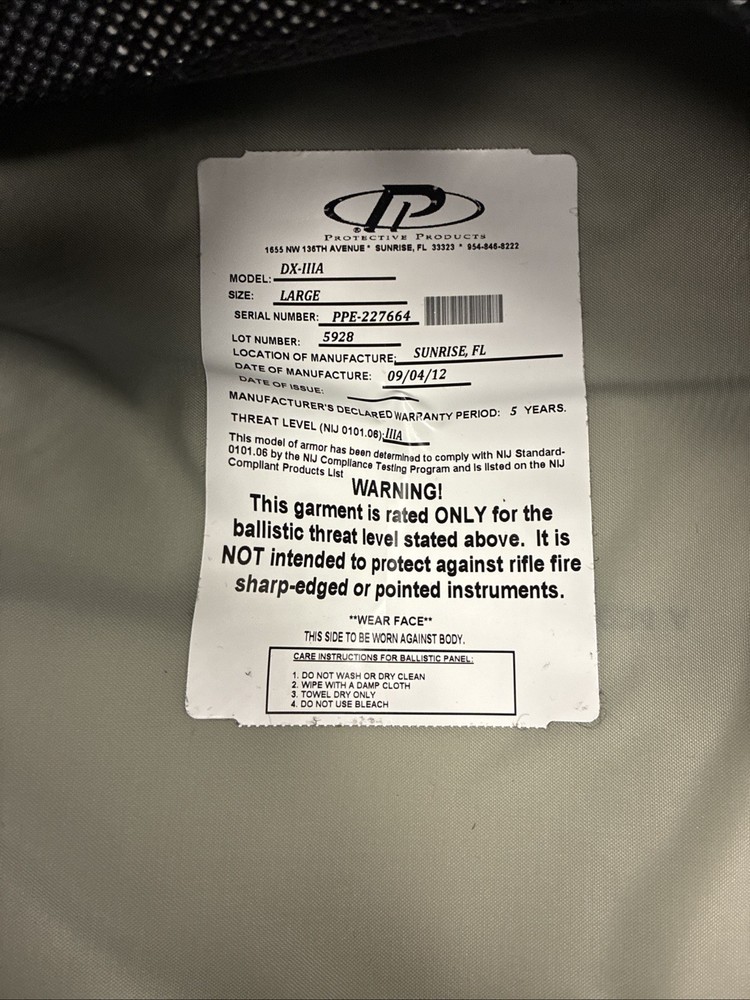 PP
®
PROTECTIVE PRODUCTS
1655 NW 136TH AVENUE * SUNRISE, FL 33323 * 954-846-8222
MODEL: DX-IIIA
SIZE: LARGE
SERIAL NUMBER: PPE-227664
LOT NUMBER: 5928
LOCATION OF MANUFACTURE: SUNRISE, FL
DATE OF MANUFACTURE: 09/04/12
DATE OF ISSUE:
MANUFACTURER'S DECLARED WARRANTY PERIOD: 5 YEARS.
THREAT LEVEL (NIJ 0101.06): IIIA
This model of armor has been determined to comply with NIJ Standard-
0101.06 by the NIJ Compliance Testing Program and is listed on the NIJ
Compliant Products List
WARNING!
This garment is rated ONLY for the
ballistic threat level stated above. It is
NOT intended to protect against rifle fire
sharp-edged or pointed instruments.
**WEAR FACE**
THIS SIDE TO BE WORN AGAINST BODY.
CARE INSTRUCTIONS FOR BALLISTIC PANEL:
1. DO NOT WASH OR DRY CLEAN
2. WIPE WITH A DAMP CLOTH
3. TOWEL DRY ONLY
4. DO NOT USE BLEACH